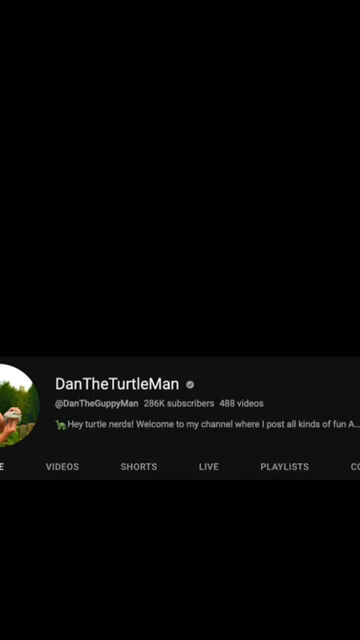 DanTheTurtleMan
@DanTheGuppyMan 286K subscribers 488 videos
🐢Hey turtle nerds! Welcome to my channel where I post all kinds of fun A...
E VIDEOS SHORTS LIVE PLAYLISTS CO